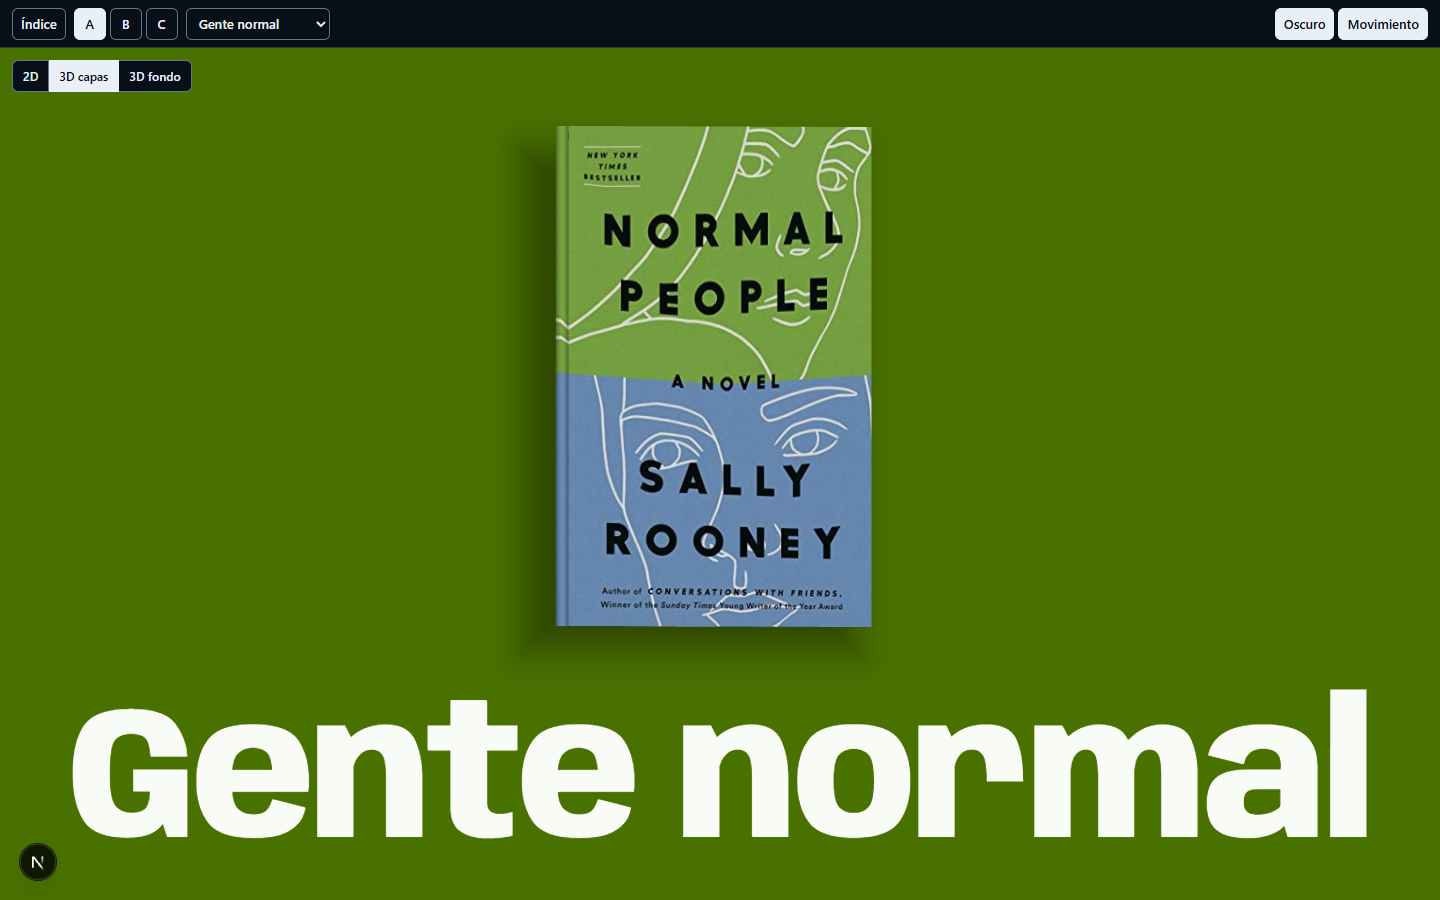 Índice A B C Gente normal Oscuro Movimiento
2D 3D capas 3D fondo
NEW YORK
TIMES
BESTSELLER
NORMAL
PEOPLE
A NOVEL
SALLY
ROONEY
Author of CONVERSATIONS WITH FRIENDS,
Winner of the Sunday Times Young Writer of the Year Award
Gente normal
N